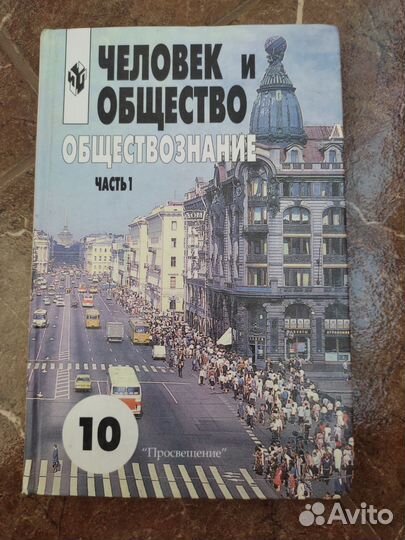 ЧЕЛОВЕК И
ОБЩЕСТВО
ОБЩЕСТВОЗНАНИЕ
ЧАСТЬ 1
10
"Просвещение"
Avito